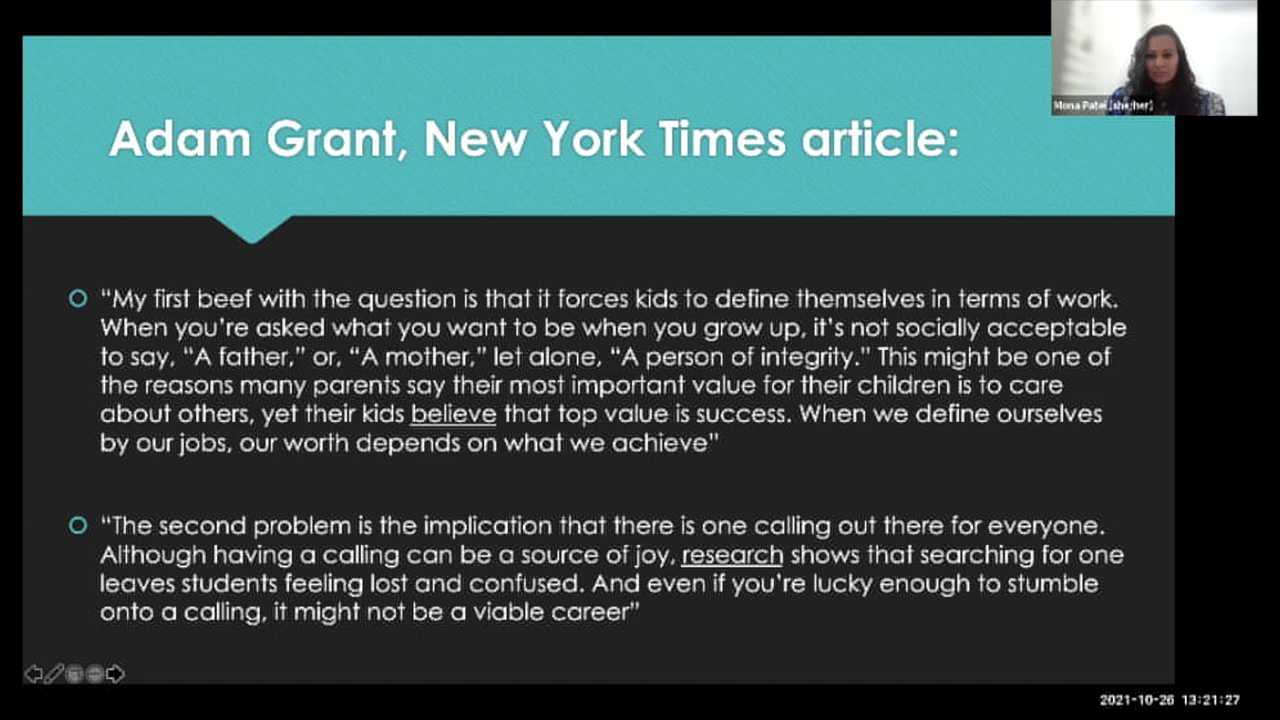 Mona Patel (she/her)
Adam Grant, New York Times article:
“My first beef with the question is that it forces kids to define themselves in terms of work.
When you’re asked what you want to be when you grow up, it’s not socially acceptable
to say, “A father,” or, “A mother,” let alone, “A person of integrity.” This might be one of
the reasons many parents say their most important value for their children is to care
about others, yet their kids believe that top value is success. When we define ourselves
by our jobs, our worth depends on what we achieve”
“The second problem is the implication that there is one calling out there for everyone.
Although having a calling can be a source of joy, research shows that searching for one
leaves students feeling lost and confused. And even if you’re lucky enough to stumble
onto a calling, it might not be a viable career”
2021-10-26 13:21:27